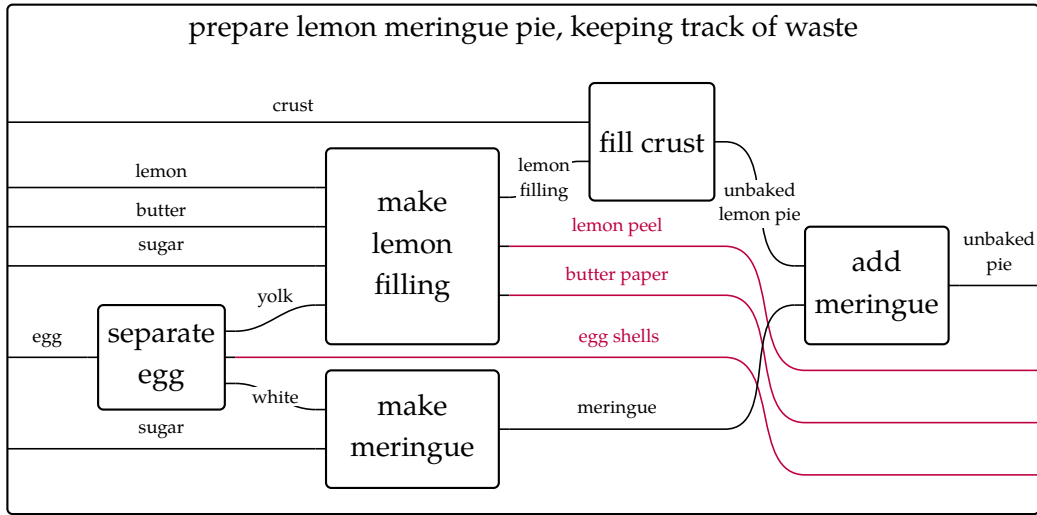 prepare lemon meringue pie, keeping track of waste
crust
fill crust
lemon
filling
lemon
butter
sugar
make
lemon
filling
unbaked
lemon pie
lemon peel
butter paper
add
meringue
unbaked
pie
yolk
egg
separate
egg
egg shells
white
sugar
make
meringue
meringue